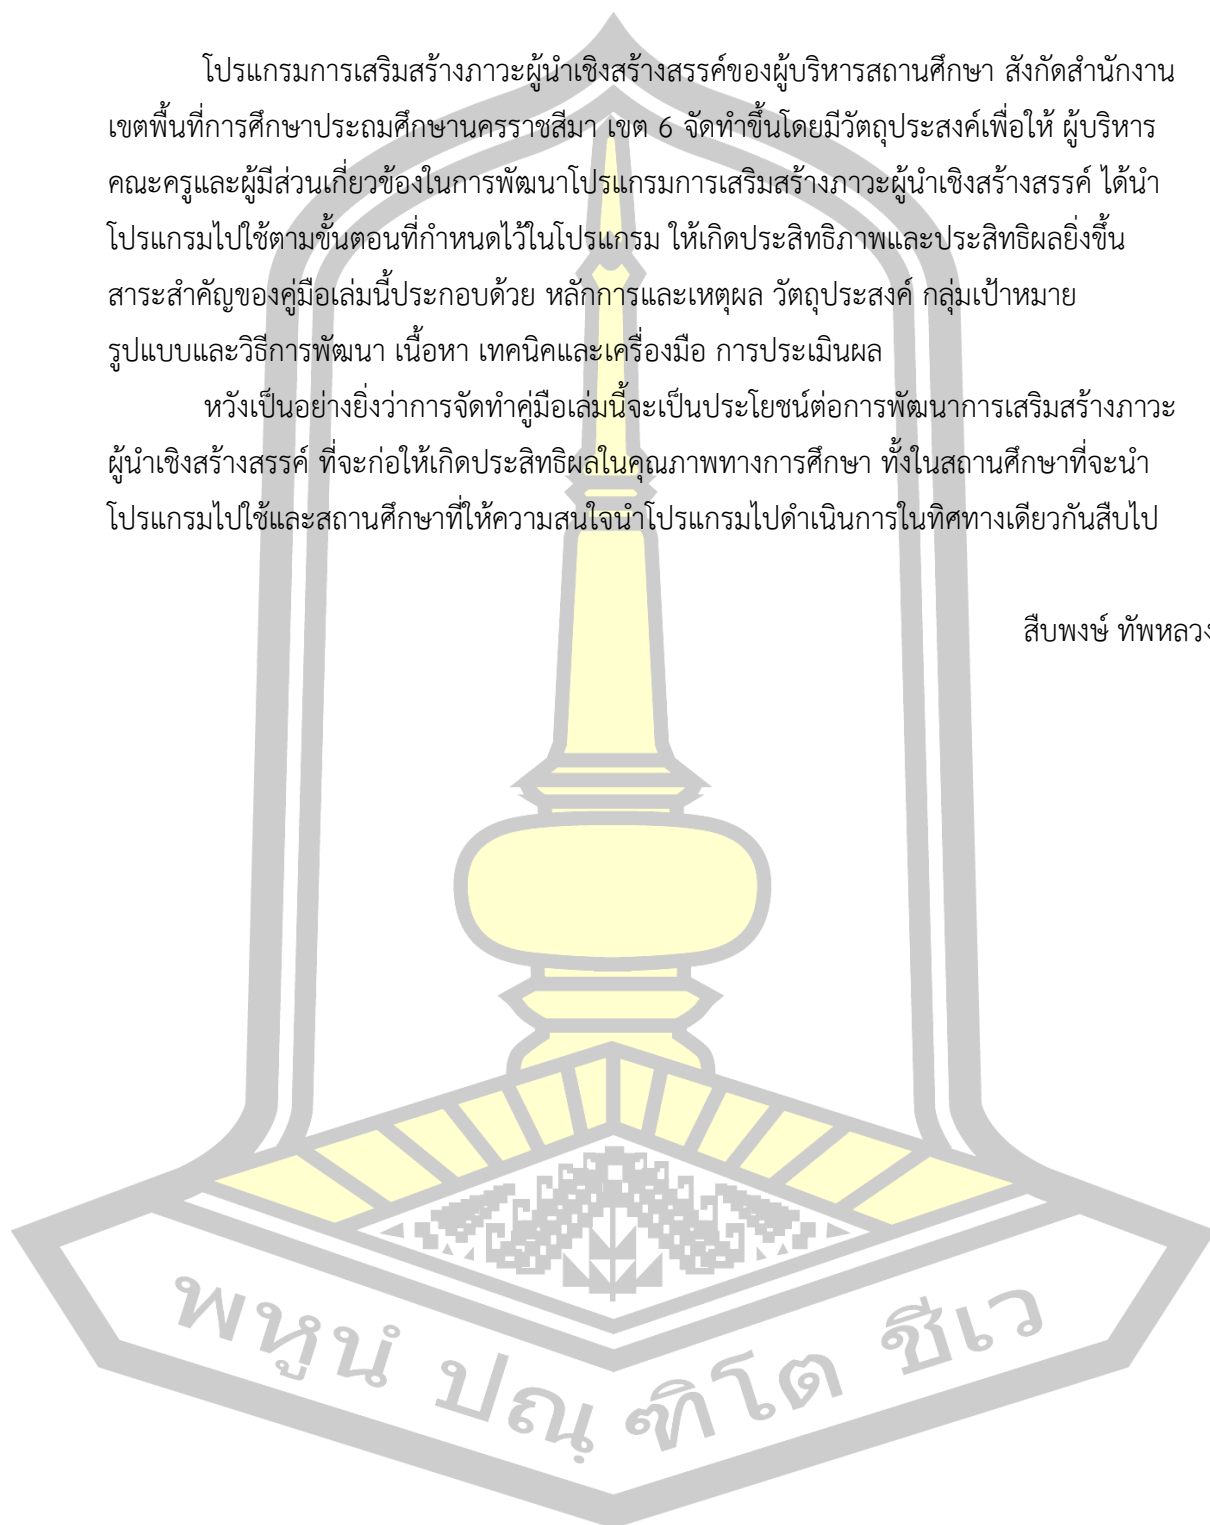 โปรแกรมการเสริมสร้างภาวะผู้นำเชิงสร้างสรรค์ของผู้บริหารสถานศึกษา สังกัดสำนักงาน
เขตพื้นที่การศึกษาประถมศึกษานครราชสีมา เขต 6 จัดทำขึ้นโดยมีวัตถุประสงค์เพื่อให้ ผู้บริหาร
คณะครูและผู้มีส่วนเกี่ยวข้องในการพัฒนาโปรแกรมการเสริมสร้างภาวะผู้นำเชิงสร้างสรรค์ ได้นำ
โปรแกรมไปใช้ตามขั้นตอนที่กำหนดไว้ในโปรแกรม ให้เกิดประสิทธิภาพและประสิทธิผลยิ่งขึ้น
สาระสำคัญของคู่มือเล่มนี้ประกอบด้วย หลักการและเหตุผล วัตถุประสงค์ กลุ่มเป้าหมาย
รูปแบบและวิธีการพัฒนา เนื้อหา เทคนิคและเครื่องมือ การประเมินผล
หวังเป็นอย่างยิ่งว่าการจัดทำคู่มือเล่มนี้จะเป็นประโยชน์ต่อการพัฒนาการเสริมสร้างภาวะ
ผู้นำเชิงสร้างสรรค์ ที่จะก่อให้เกิดประสิทธิผลในคุณภาพทางการศึกษา ทั้งในสถานศึกษาที่จะนำ
โปรแกรมไปใช้และสถานศึกษาที่ให้ความสนใจนำโปรแกรมไปดำเนินการในทิศทางเดียวกันสืบไป
สืบพงษ์ ทัพหลวง
พหูนํ ปณฺฑิโต ชีเว